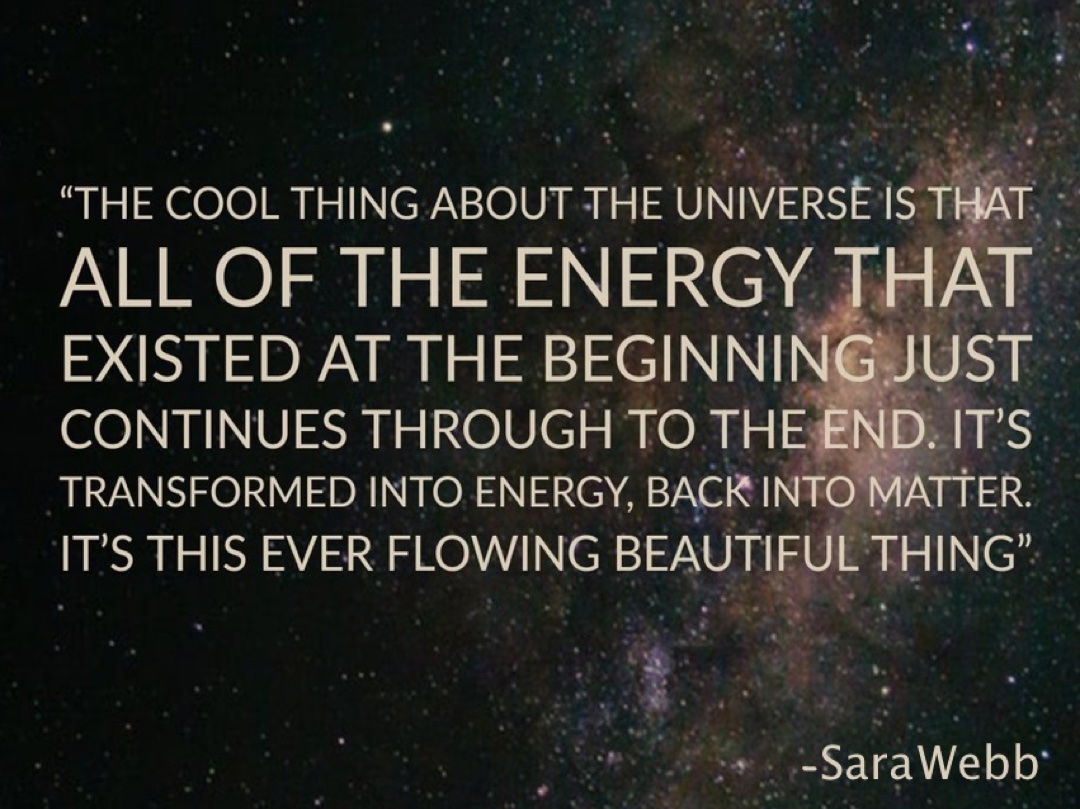 “THE COOL THING ABOUT THE UNIVERSE IS THAT
ALL OF THE ENERGY THAT
EXISTED AT THE BEGINNING JUST
CONTINUES THROUGH TO THE END. IT’S
TRANSFORMED INTO ENERGY, BACK INTO MATTER.
IT’S THIS EVER FLOWING BEAUTIFUL THING”
-SaraWebb